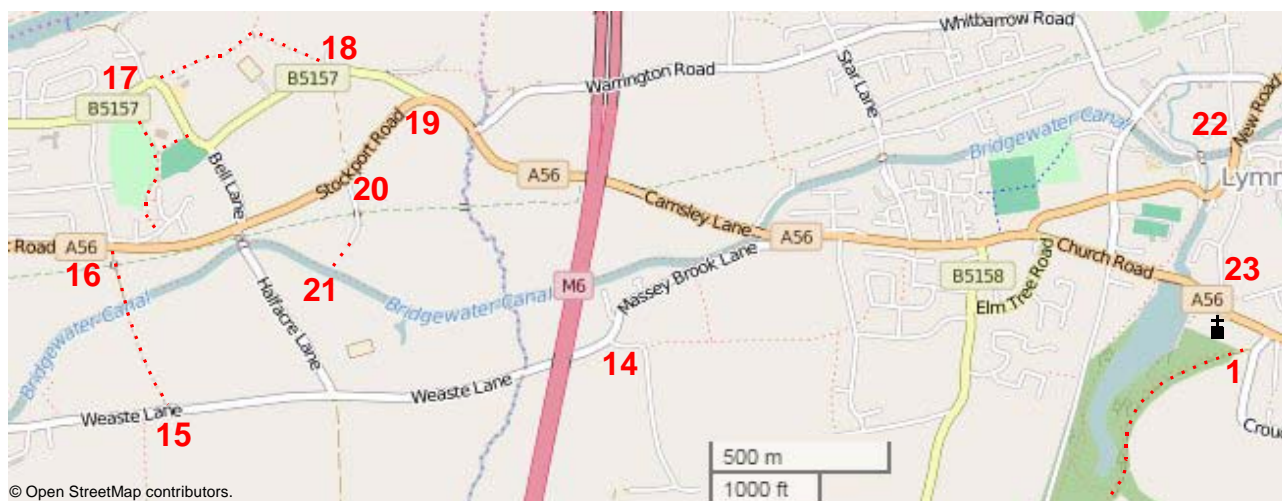 Whitbarrow Road
18
17
B5157
Warrington Road
Star Lane
B5157
19
Bridgewater Canal
22
New Road
Stockport Road
Bell Lane
A56
20
Lymm
Camsley Lane
Road
A56
A56
16
21
Halfacre Lane
Bridgewater Canal
Massey Brook Lane
Church Road
23
B5158
Elm Tree Road
M6
A56
Bridgewater Canal
14
1
Weaste Lane
Weaste Lane
15
Crou
500 m
1000 ft
© Open StreetMap contributors.